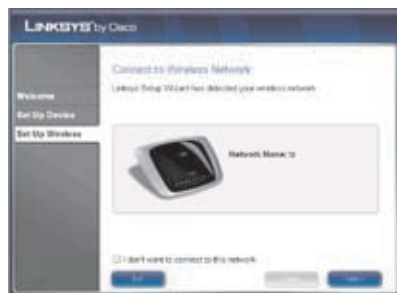 LINKSYS by Cisco
Connect to Wireless Network
Linksys Setup Wizard has detected your wireless network.
Welcome
Set Up Device
Set Up Wireless
Network Name:
I don't want to connect to this network.